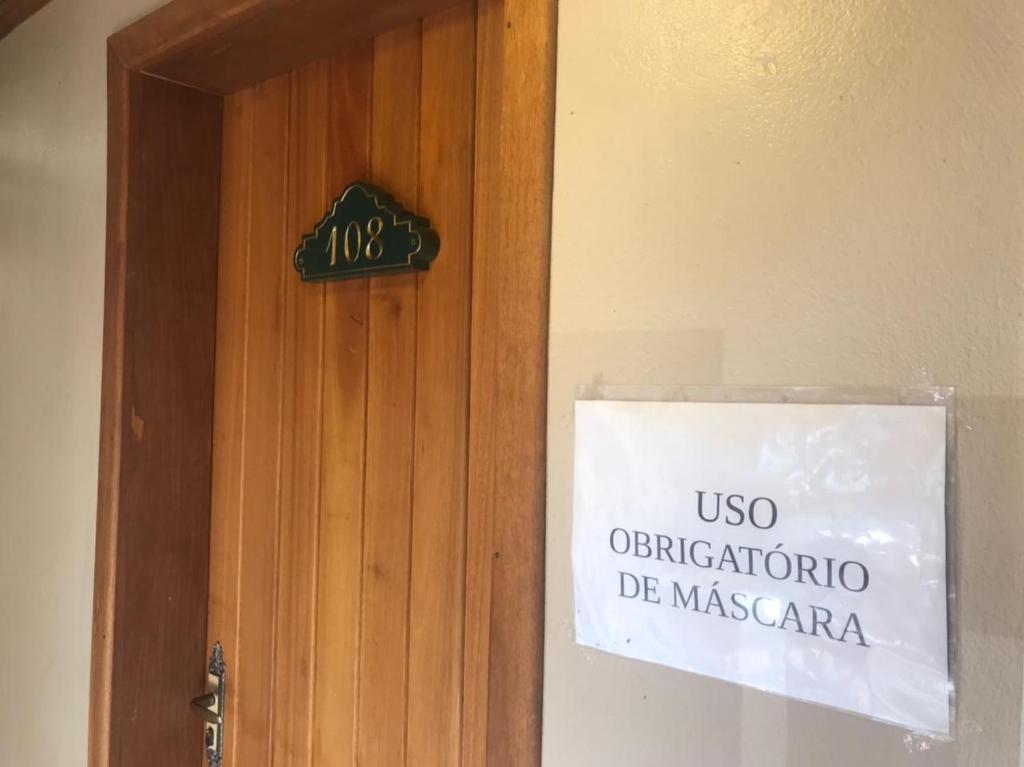 108
USO
OBRIGATÓRIO
DE MÁSCARA